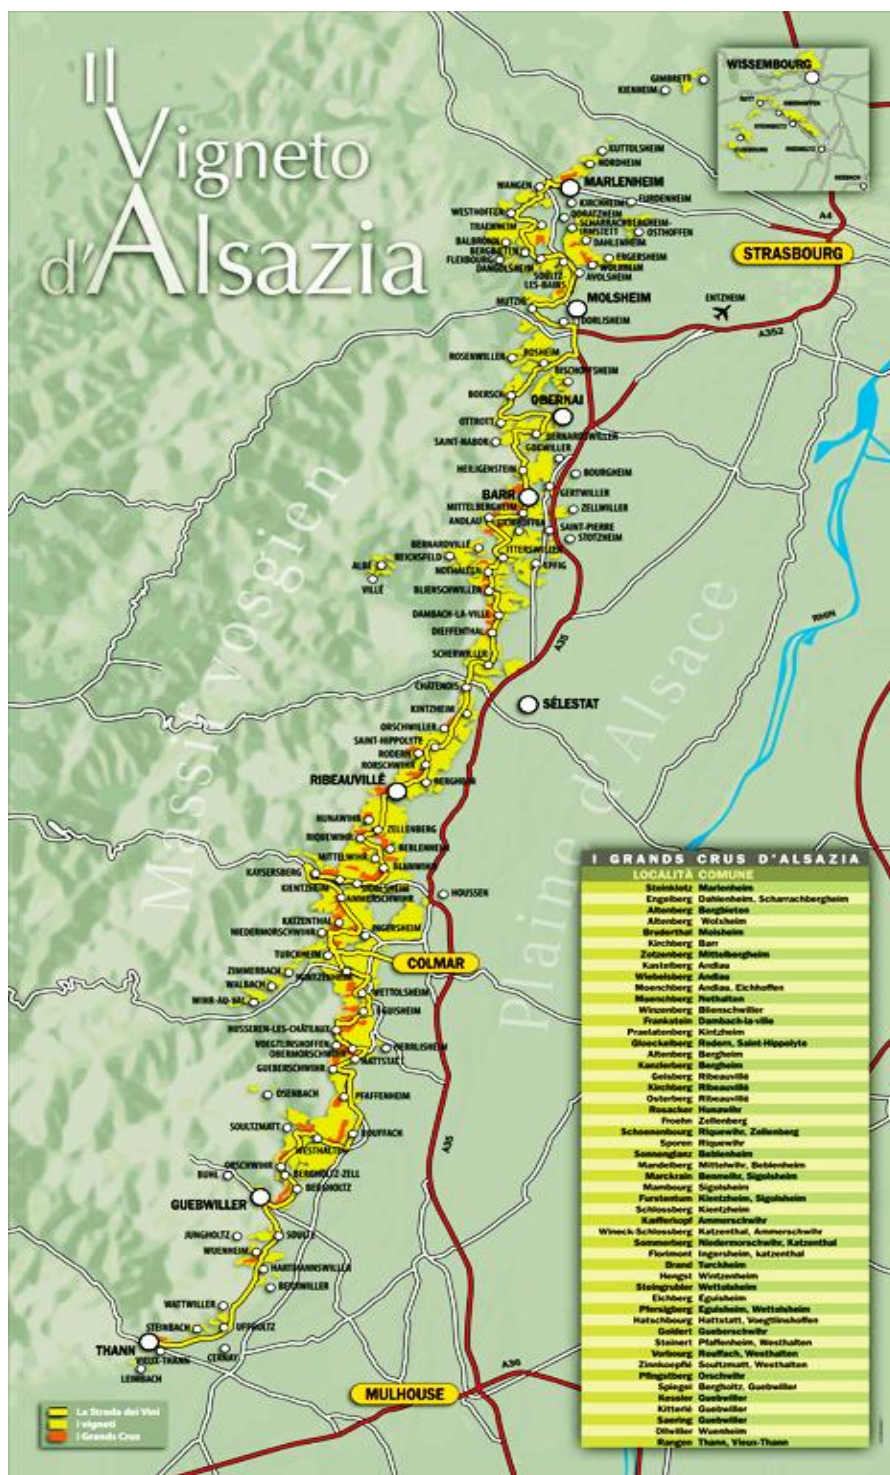 Il
Vigneto
d'Alsazia
WISSEMBOURG
GIMBRETT
KIENHEIM
KUTTOLSHEIM
NORDHEIM
WANGEN
MARLENHEIM
KIRCHHEIM
FURDENHEIM
WESTHOFFEN
ODRATZHEIM
SCHARRACHBERGHEIM-
IRMSTETT
OSTHOFFEN
TRAENHEIM
DAHLENHEIM
BALBRONN
BERGBIETEN
FLEXBOURG
DANGOLSHEIM
ERGERSHEIM
WOLXHEIM
AVOLSHEIM
SOULTZ-
LES-BAINS
A4
STRASBOURG
MUTZIG
MOLSHEIM
DORLISHEIM
ENTZHEIM
A352
ROSENWILLER
ROSHEIM
BISCHOFFSHEIM
BOERSCH
OBERNAI
OTTROTT
BERNARDSWILLER
SAINT-NABOR
GOXWILLER
HEILIGENSTEIN
BOURGHEIM
BARR
GERTWILLER
MITTELBERGHEIM
ZELLWILLER
ANDLAU
EICHHOFFEN
SAINT-PIERRE
STOTZHEIM
BERNARDVILLÉ
REICHSFELD
ITTERSWILLER
ALBÉ
VILLÉ
NOTHALTEN
EPFIG
BLIENSCHWILLER
DAMBACH-LA-VILLE
DIEFFENTHAL
SCHERWILLER
A35
RHIN
Massif vosgien
Plaine d'Alsace
CHÂTENOIS
KINTZHEIM
SÉLESTAT
ORSCHWILLER
SAINT-HIPPOLYTE
RODERN
RORSCHWIHR
RIBEAUVILLÉ
BERGHEIM
HUNAWIHR
ZELLENBERG
RIQUEWIHR
BEBLENHEIM
MITTELWIHR
BENNWIHR
KAYSERSBERG
KIENTZHEIM
SIGOLSHEIM
AMMERSCHWIHR
HOUSSEN
KATZENTHAL
NIEDERMORSCHWIHR
INGERSHEIM
TURCKHEIM
COLMAR
ZIMMERBACH
WINTZENHEIM
WALBACH
WETTOLSHEIM
WIHR-AU-VAL
EGUISHEIM
HUSSEREN-LES-CHÂTEAUX
VOEGTLINSHOFFEN
HERRLISHEIM
OBERMORSCHWIHR
HATTSTATT
GUEBERSCHWIHR
OSENBACH
PFAFFENHEIM
SOULTZMATT
ROUFFACH
WESTHALTEN
A35
ORSCHWIHR
BUHL
BERGHOLTZ-ZELL
BERGHOLTZ
GUEBWILLER
JUNGHOLTZ
SOULTZ
WUENHEIM
HARTMANNSWILLER
BERRWILLER
WATTWILLER
STEINBACH
UFFHOLTZ
THANN
VIEUX-THANN
CERNAY
LEIMBACH
A36
MULHOUSE
La Strada dei Vini
I vigneti
I Grands Crus
I GRANDS CRUS D'ALSAZIA
LOCALITÀ COMUNE
Steinklotz Marlenheim
Engelberg Dahlenheim, Scharrachbergheim
Altenberg Bergbieten
Altenberg Wolxheim
Bruderthal Molsheim
Kirchberg Barr
Zotzenberg Mittelbergheim
Kastelberg Andlau
Wiebelsberg Andlau
Moenchberg Andlau, Eichhoffen
Muenchberg Nothalten
Winzenberg Blienschwiller
Frankstein Dambach-la-ville
Praelatenberg Kintzheim
Gloeckelberg Rodern, Saint-Hippolyte
Altenberg Bergheim
Kanzlerberg Bergheim
Geisberg Ribeauvillé
Kirchberg Ribeauvillé
Osterberg Ribeauvillé
Rosacker Hunawihr
Froehn Zellenberg
Schoenenbourg Riquewihr, Zellenberg
Sporen Riquewihr
Sonnenglanz Beblenheim
Mandelberg Mittelwihr, Beblenheim
Marckrain Bennwihr, Sigolsheim
Mambourg Sigolsheim
Furstentum Kientzheim, Sigolsheim
Schlossberg Kientzheim
Kaefferkopf Ammerschwihr
Wineck-Schlossberg Katzenthal, Ammerschwihr
Sommerberg Niedermorschwihr, Katzenthal
Florimont Ingersheim, katzenthal
Brand Turckheim
Hengst Wintzenheim
Steingrubler Wettolsheim
Eichberg Eguisheim
Pfersigberg Eguisheim, Wettolsheim
Hatschbourg Hattstatt, Voegtlinshoffen
Goldert Gueberschwihr
Steinert Pfaffenheim, Westhalten
Vorbourg Rouffach, Westhalten
Zinnkoepflé Soultzmatt, Westhalten
Pfingstberg Orschwihr
Spiegel Bergholtz, Guebwiller
Kessler Guebwiller
Kitterlé Guebwiller
Saering Guebwiller
Ollwiller Wuenheim
Rangen Thann, Vieux-Thann